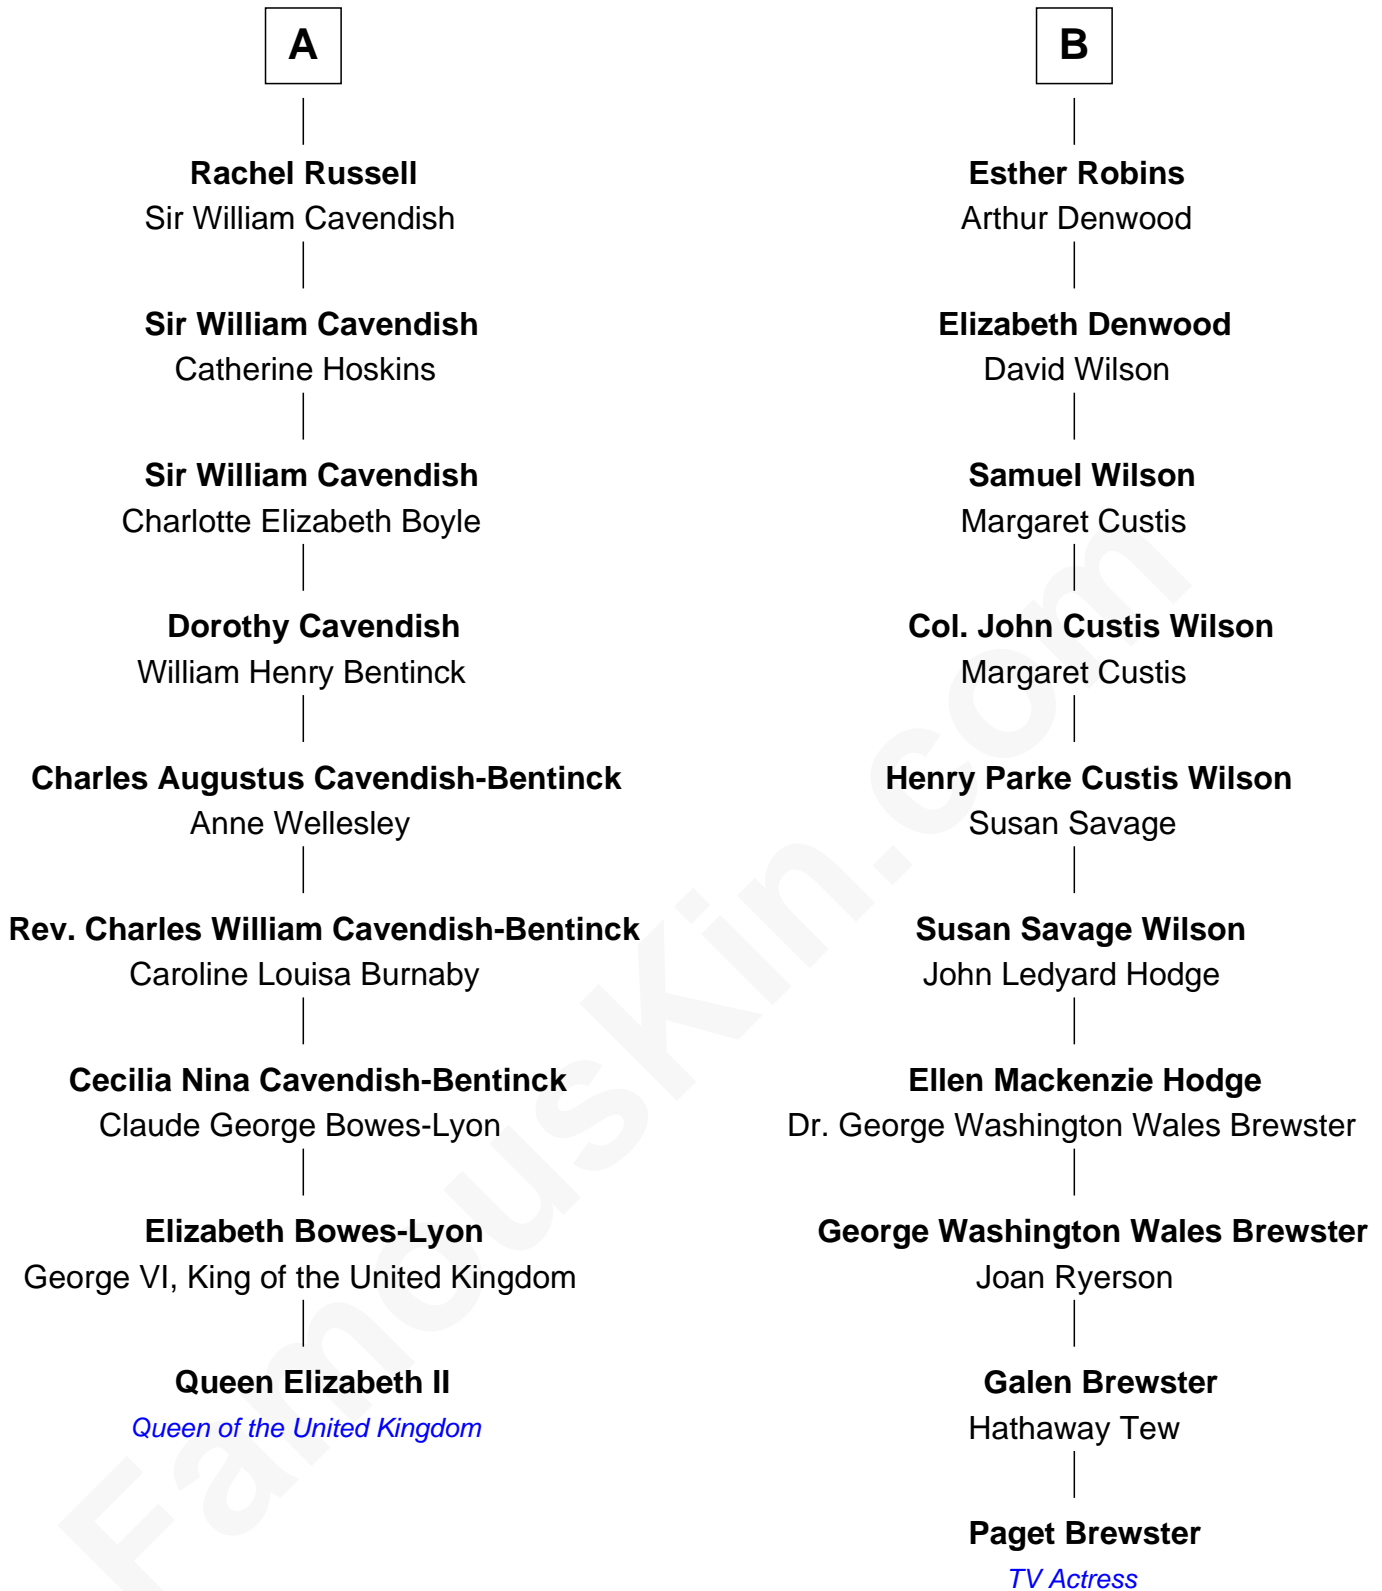 A
Rachel Russell
Sir William Cavendish
Sir William Cavendish
Catherine Hoskins
Sir William Cavendish
Charlotte Elizabeth Boyle
Dorothy Cavendish
William Henry Bentinck
Charles Augustus Cavendish-Bentinck
Anne Wellesley
Rev. Charles William Cavendish-Bentinck
Caroline Louisa Burnaby
Cecilia Nina Cavendish-Bentinck
Claude George Bowes-Lyon
Elizabeth Bowes-Lyon
George VI, King of the United Kingdom
Queen Elizabeth II
Queen of the United Kingdom
B
Esther Robins
Arthur Denwood
Elizabeth Denwood
David Wilson
Samuel Wilson
Margaret Custis
Col. John Custis Wilson
Margaret Custis
Henry Parke Custis Wilson
Susan Savage
Susan Savage Wilson
John Ledyard Hodge
Ellen Mackenzie Hodge
Dr. George Washington Wales Brewster
George Washington Wales Brewster
Joan Ryerson
Galen Brewster
Hathaway Tew
Paget Brewster
TV Actress
FamousKin.com